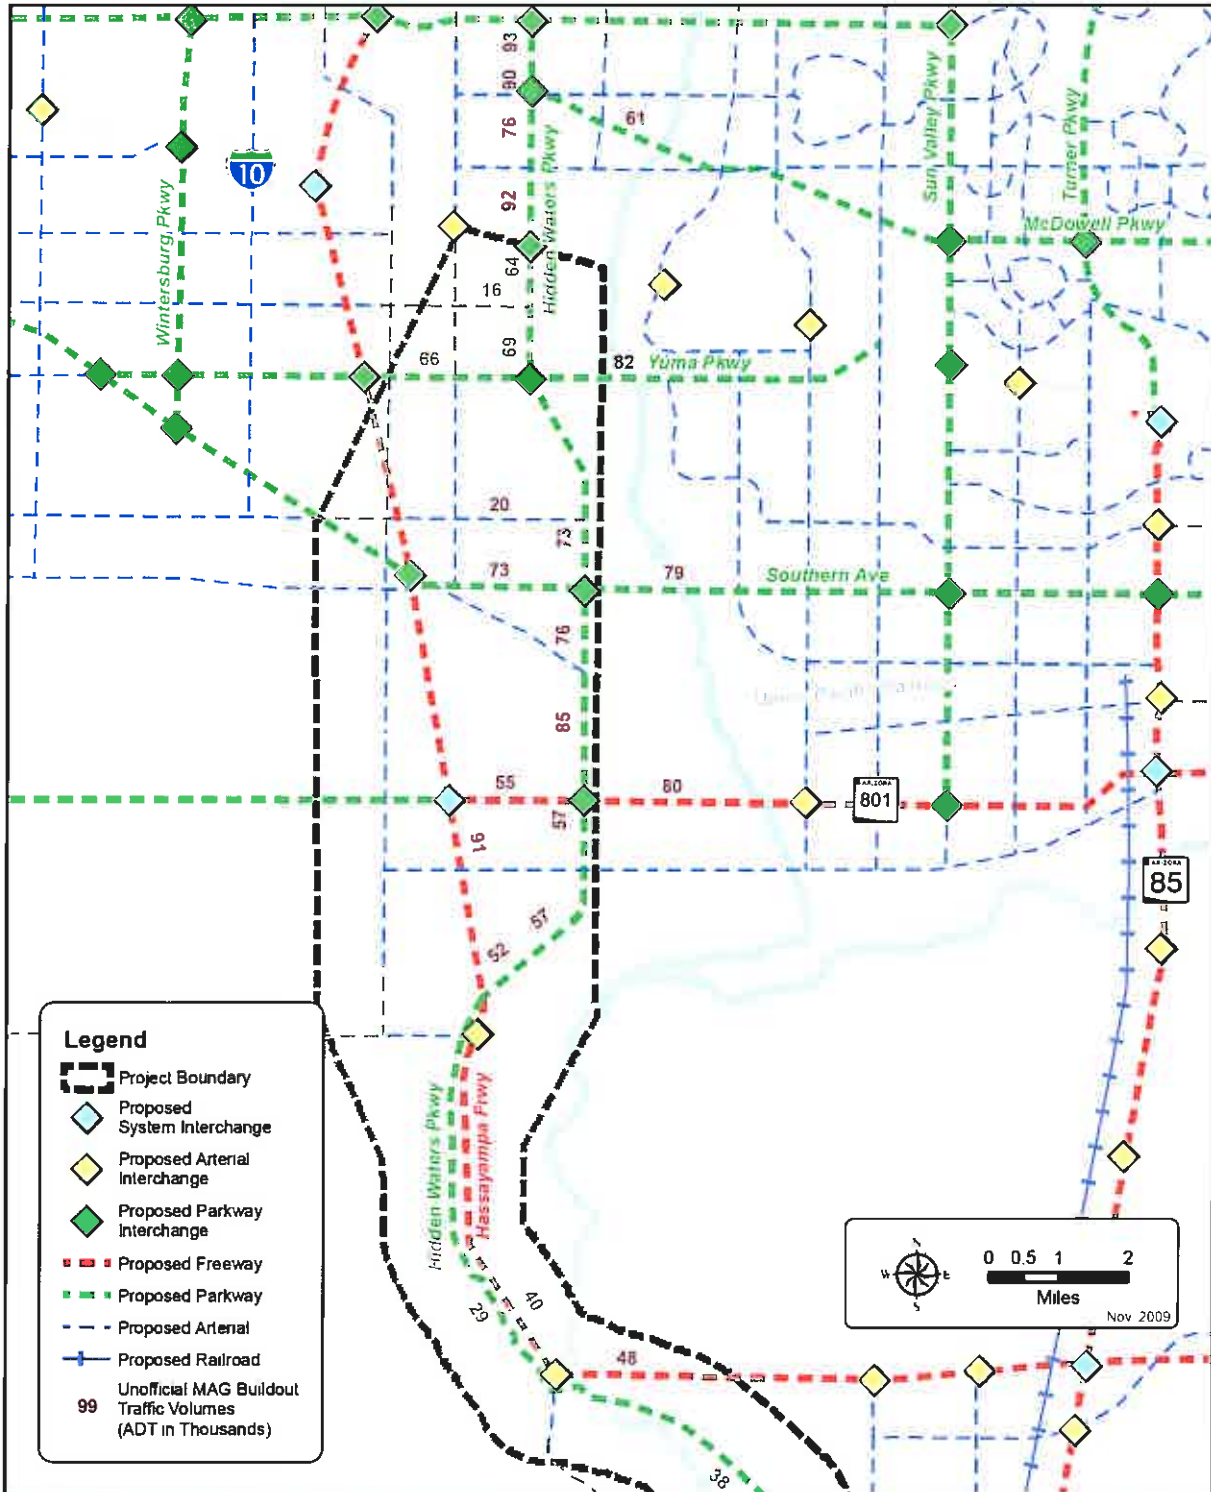 93
90
76
61
92
64
16
69
66
82
20
73
73
79
76
85
55
80
57
91
57
52
40
29
48
38
10
Wintersburg Pkwy
Hidden Waters Pkwy
Sun Valley Pkwy
Turner Pkwy
McDowell Pkwy
Yuma Pkwy
Southern Ave
ARIZONA
801
ARIZONA
85
Hidden Waters Pkwy
Hassayampa Frwy
Legend
Project Boundary
Proposed
System Interchange
Proposed Arterial
Interchange
Proposed Parkway
Interchange
Proposed Freeway
Proposed Parkway
Proposed Arterial
Proposed Railroad
99
Unofficial MAG Buildout
Traffic Volumes
(ADT in Thousands)
N
W
E
S
0 0.5 1 2
Miles
Nov 2009